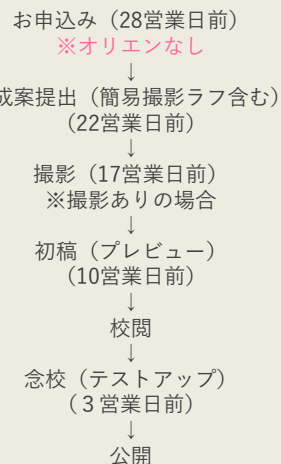 お申込み（28営業日前）
※オリエンなし
↓
成案提出（簡易撮影ラフ含む）
（22営業日前）
↓
撮影（17営業日前）
※撮影ありの場合
↓
初稿（プレビュー）
（10営業日前）
↓
校閲
↓
念校（テストアップ）
（３営業日前）
↓
公開